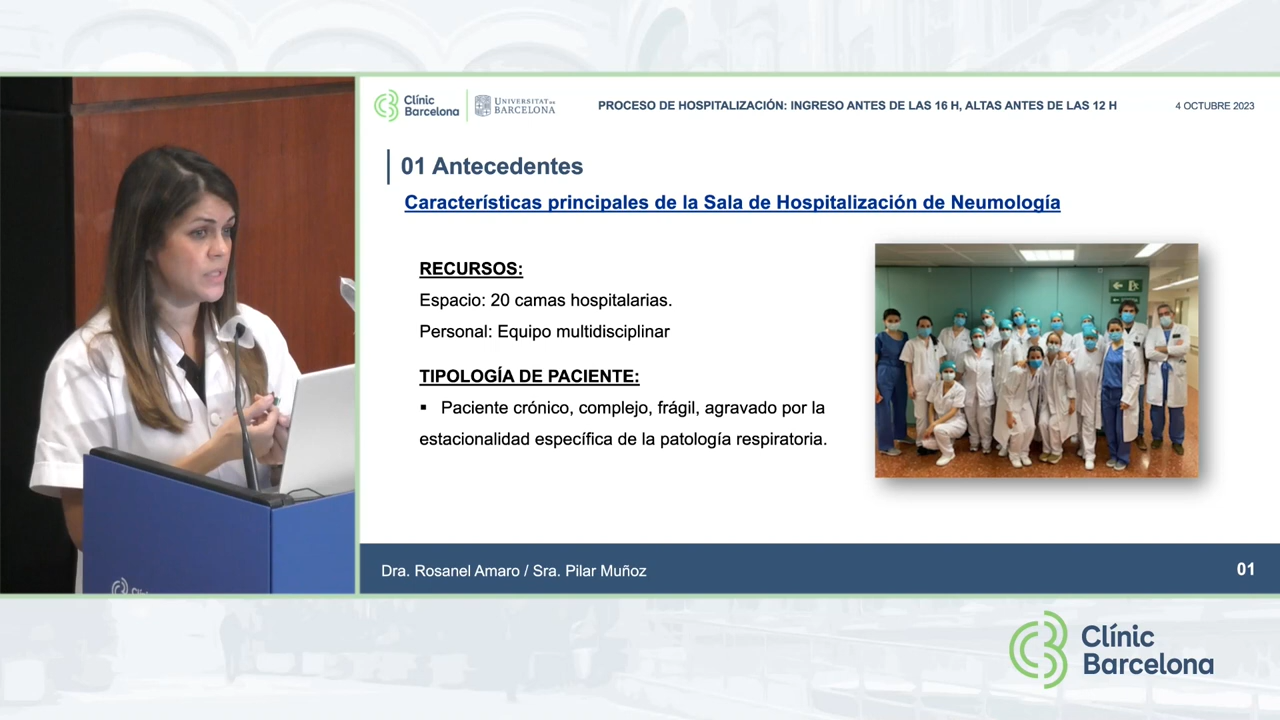 Clínic
Barcelona
UNIVERSITAT DE
BARCELONA
PROCESO DE HOSPITALIZACIÓN: INGRESO ANTES DE LAS 16 H, ALTAS ANTES DE LAS 12 H
4 OCTUBRE 2023
01 Antecedentes
Características principales de la Sala de Hospitalización de Neumología
RECURSOS:
Espacio: 20 camas hospitalarias.
Personal: Equipo multidisciplinar
TIPOLOGÍA DE PACIENTE:
▪ Paciente crónico, complejo, frágil, agravado por la
estacionalidad específica de la patología respiratoria.
Dra. Rosanel Amaro / Sra. Pilar Muñoz
01
Clínic
Barcelona